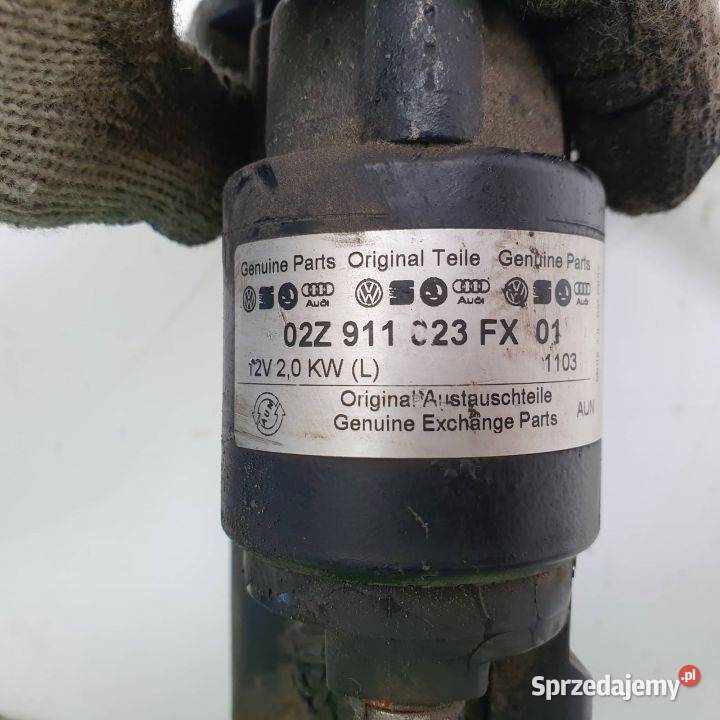 Genuine Parts Original Teile Genuine Parts
Audi Audi Audi
02Z 911 023 FX 01
12V 2,0 KW (L) 1103
Original Austauschteile
Genuine Exchange Parts
AUN
AUN
Sprzedajemy.pl